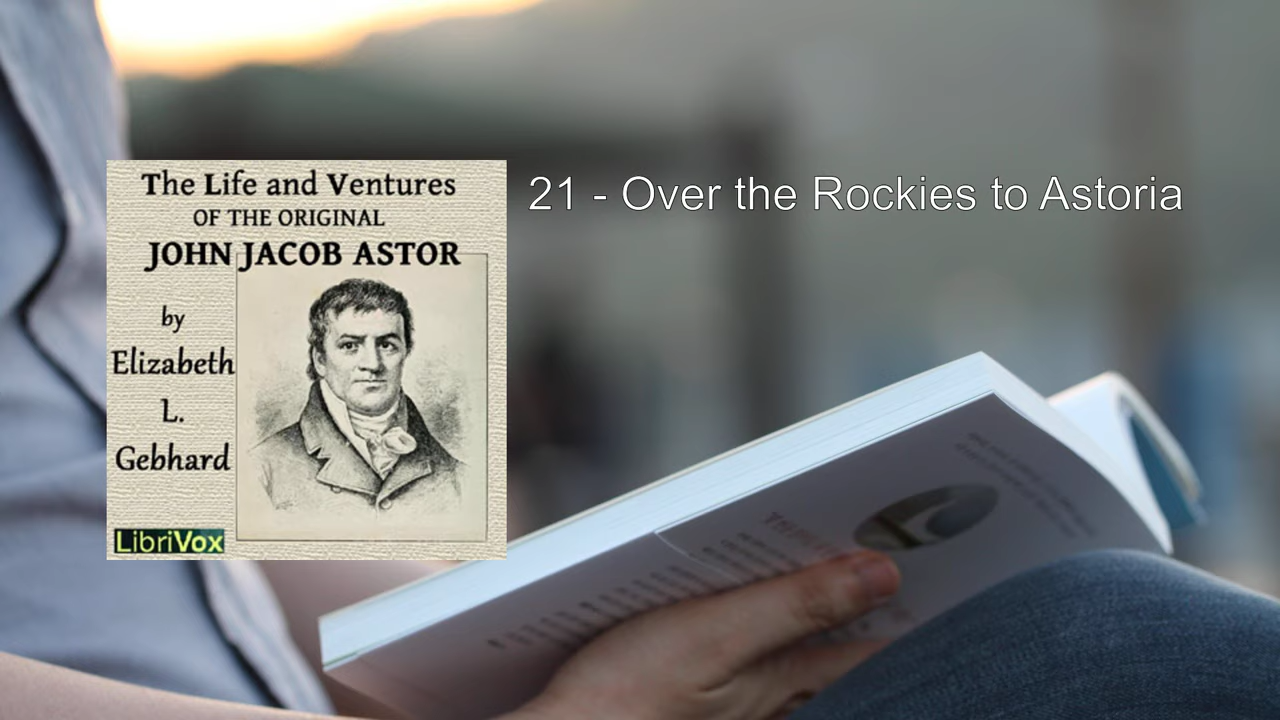 The Life and Ventures
OF THE ORIGINAL
JOHN JACOB ASTOR
by
Elizabeth
L.
Gebhard
LibriVox
21 - Over the Rockies to Astoria